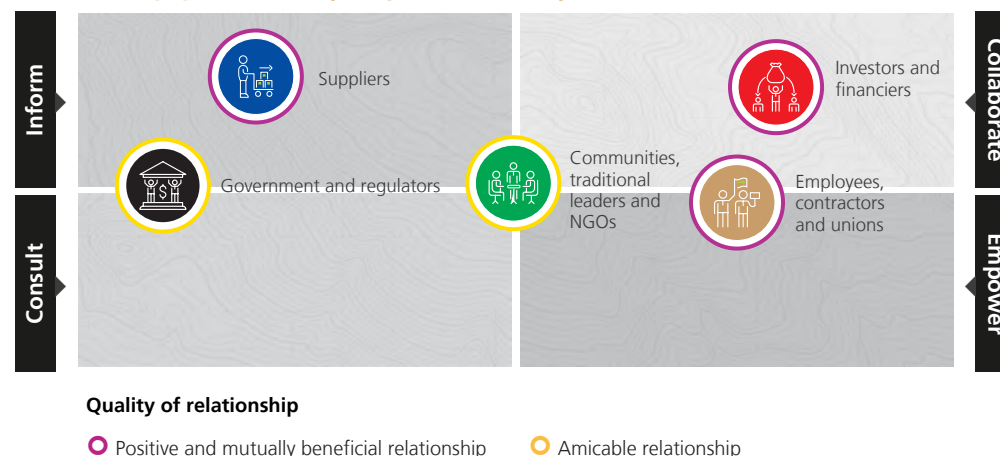 Inform
Consult
Collaborate
Empower
Suppliers
Investors and
financiers
Government and regulators
Communities,
traditional
leaders and
NGOs
Employees,
contractors
and unions
$
Quality of relationship
Positive and mutually beneficial relationship
Amicable relationship